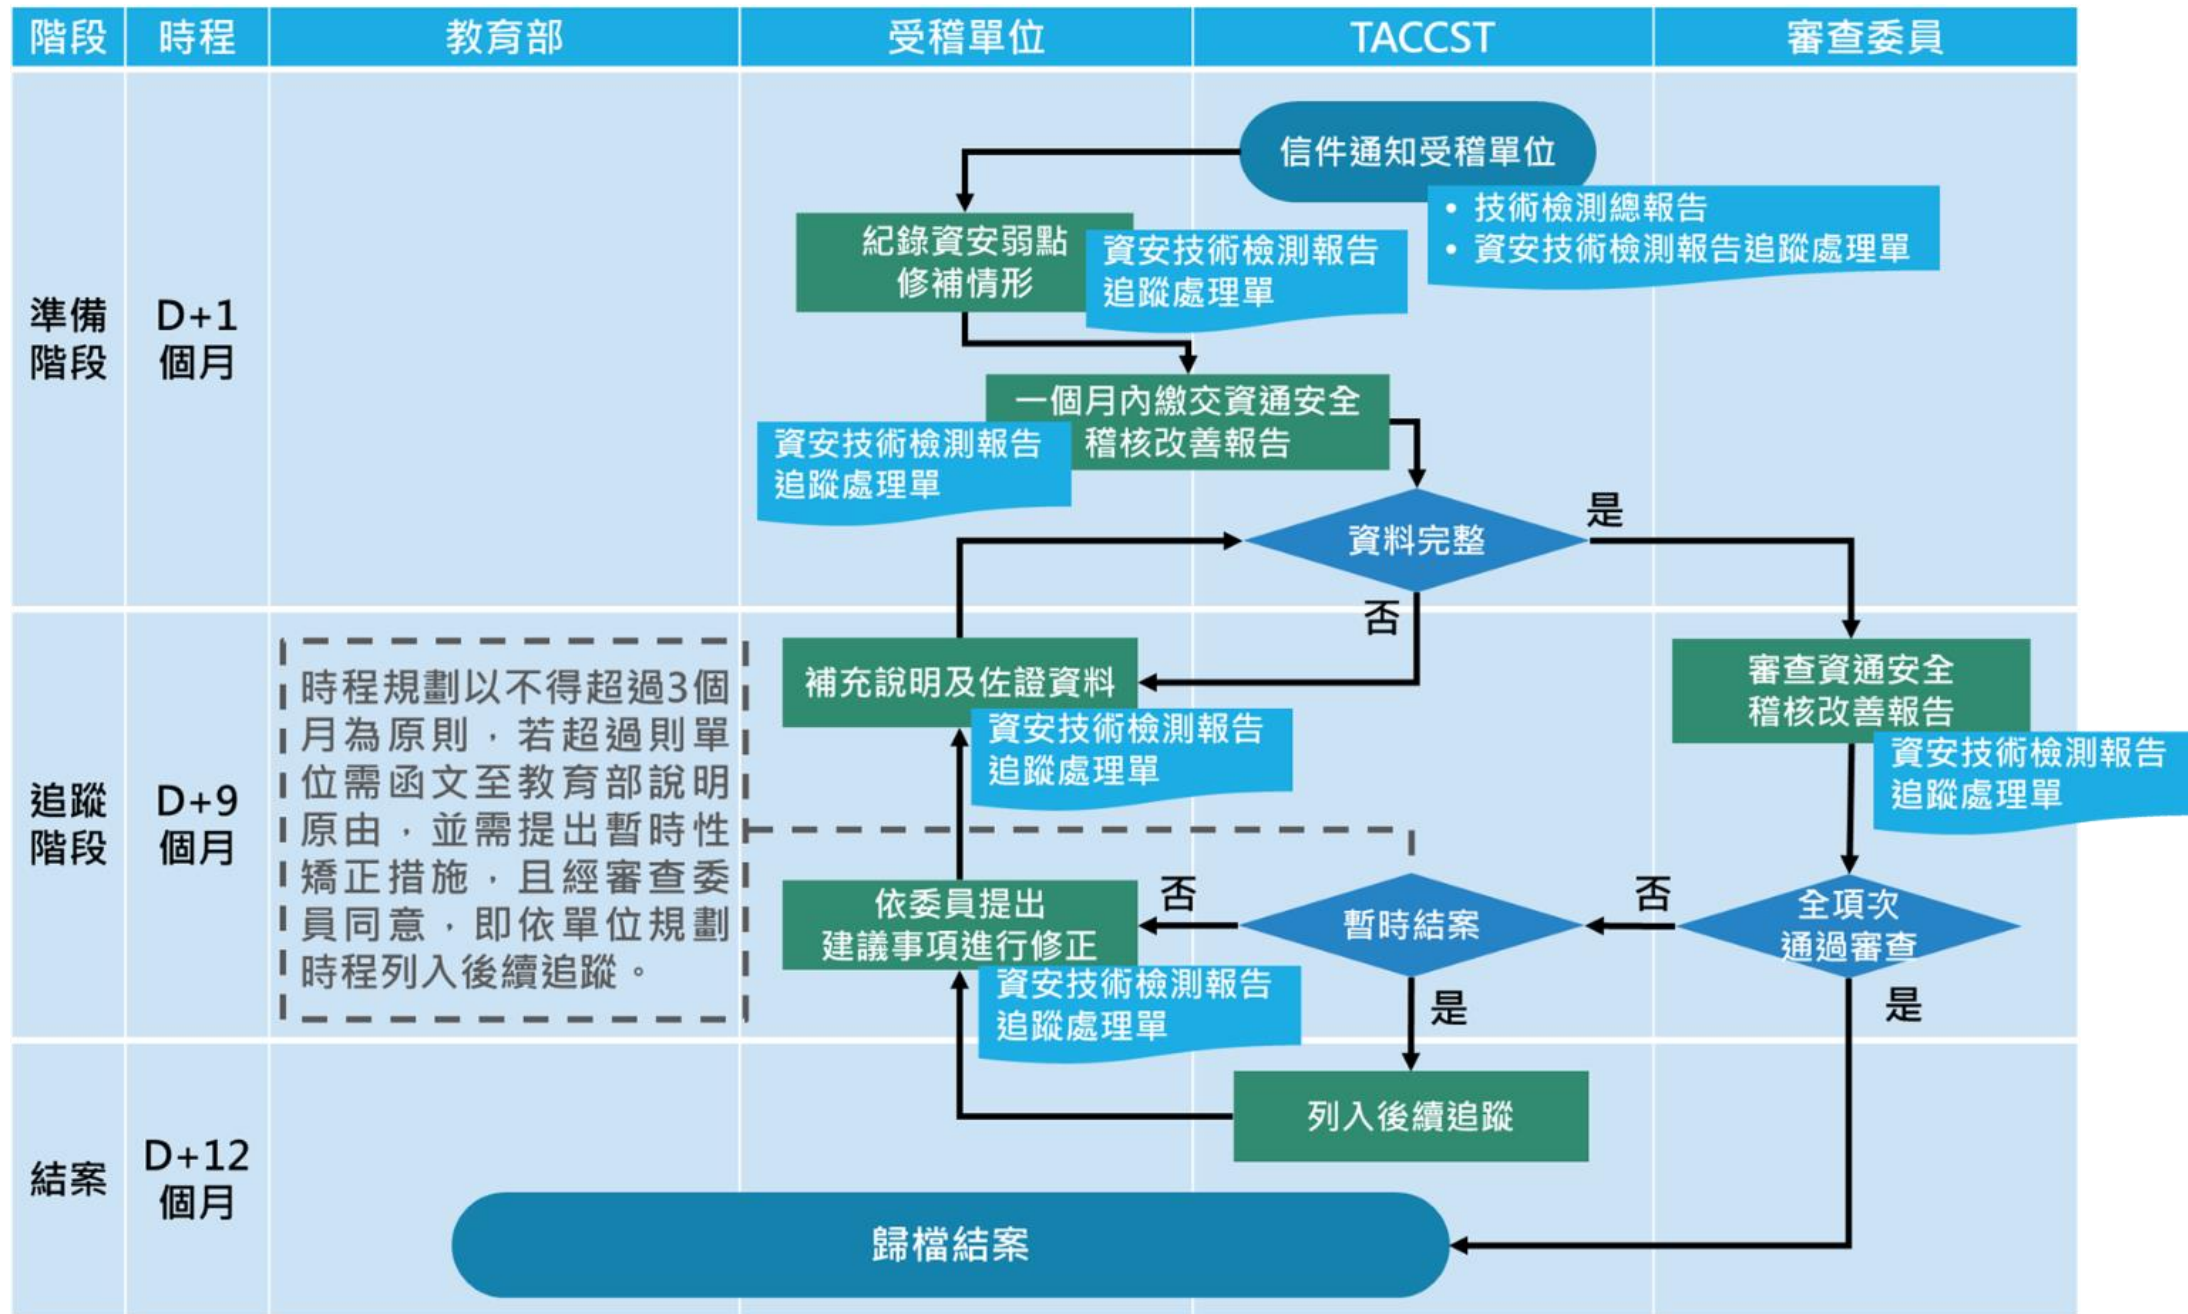 階段
時程
教育部
受稽單位
TACCST
審查委員
準備
階段
D+1
個月
信件通知受稽單位
• 技術檢測總報告
• 資安技術檢測報告追蹤處理單
紀錄資安弱點
修補情形
資安技術檢測報告
追蹤處理單
一個月內繳交資通安全
稽核改善報告
資安技術檢測報告
追蹤處理單
資料完整
是
否
追蹤
階段
D+9
個月
時程規劃以不得超過3個
月為原則，若超過則單
位需函文至教育部說明
原由，並需提出暫時性
矯正措施，且經審查委
員同意，即依單位規劃
時程列入後續追蹤。
補充說明及佐證資料
資安技術檢測報告
追蹤處理單
審查資通安全
稽核改善報告
資安技術檢測報告
追蹤處理單
依委員提出
建議事項進行修正
資安技術檢測報告
追蹤處理單
否
暫時結案
是
否
全項次
通過審查
是
結案
D+12
個月
列入後續追蹤
歸檔結案